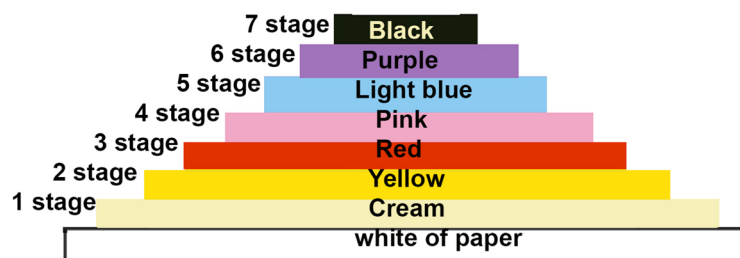 7 stage Black
6 stage Purple
5 stage Light blue
4 stage Pink
3 stage Red
2 stage Yellow
1 stage Cream
white of paper